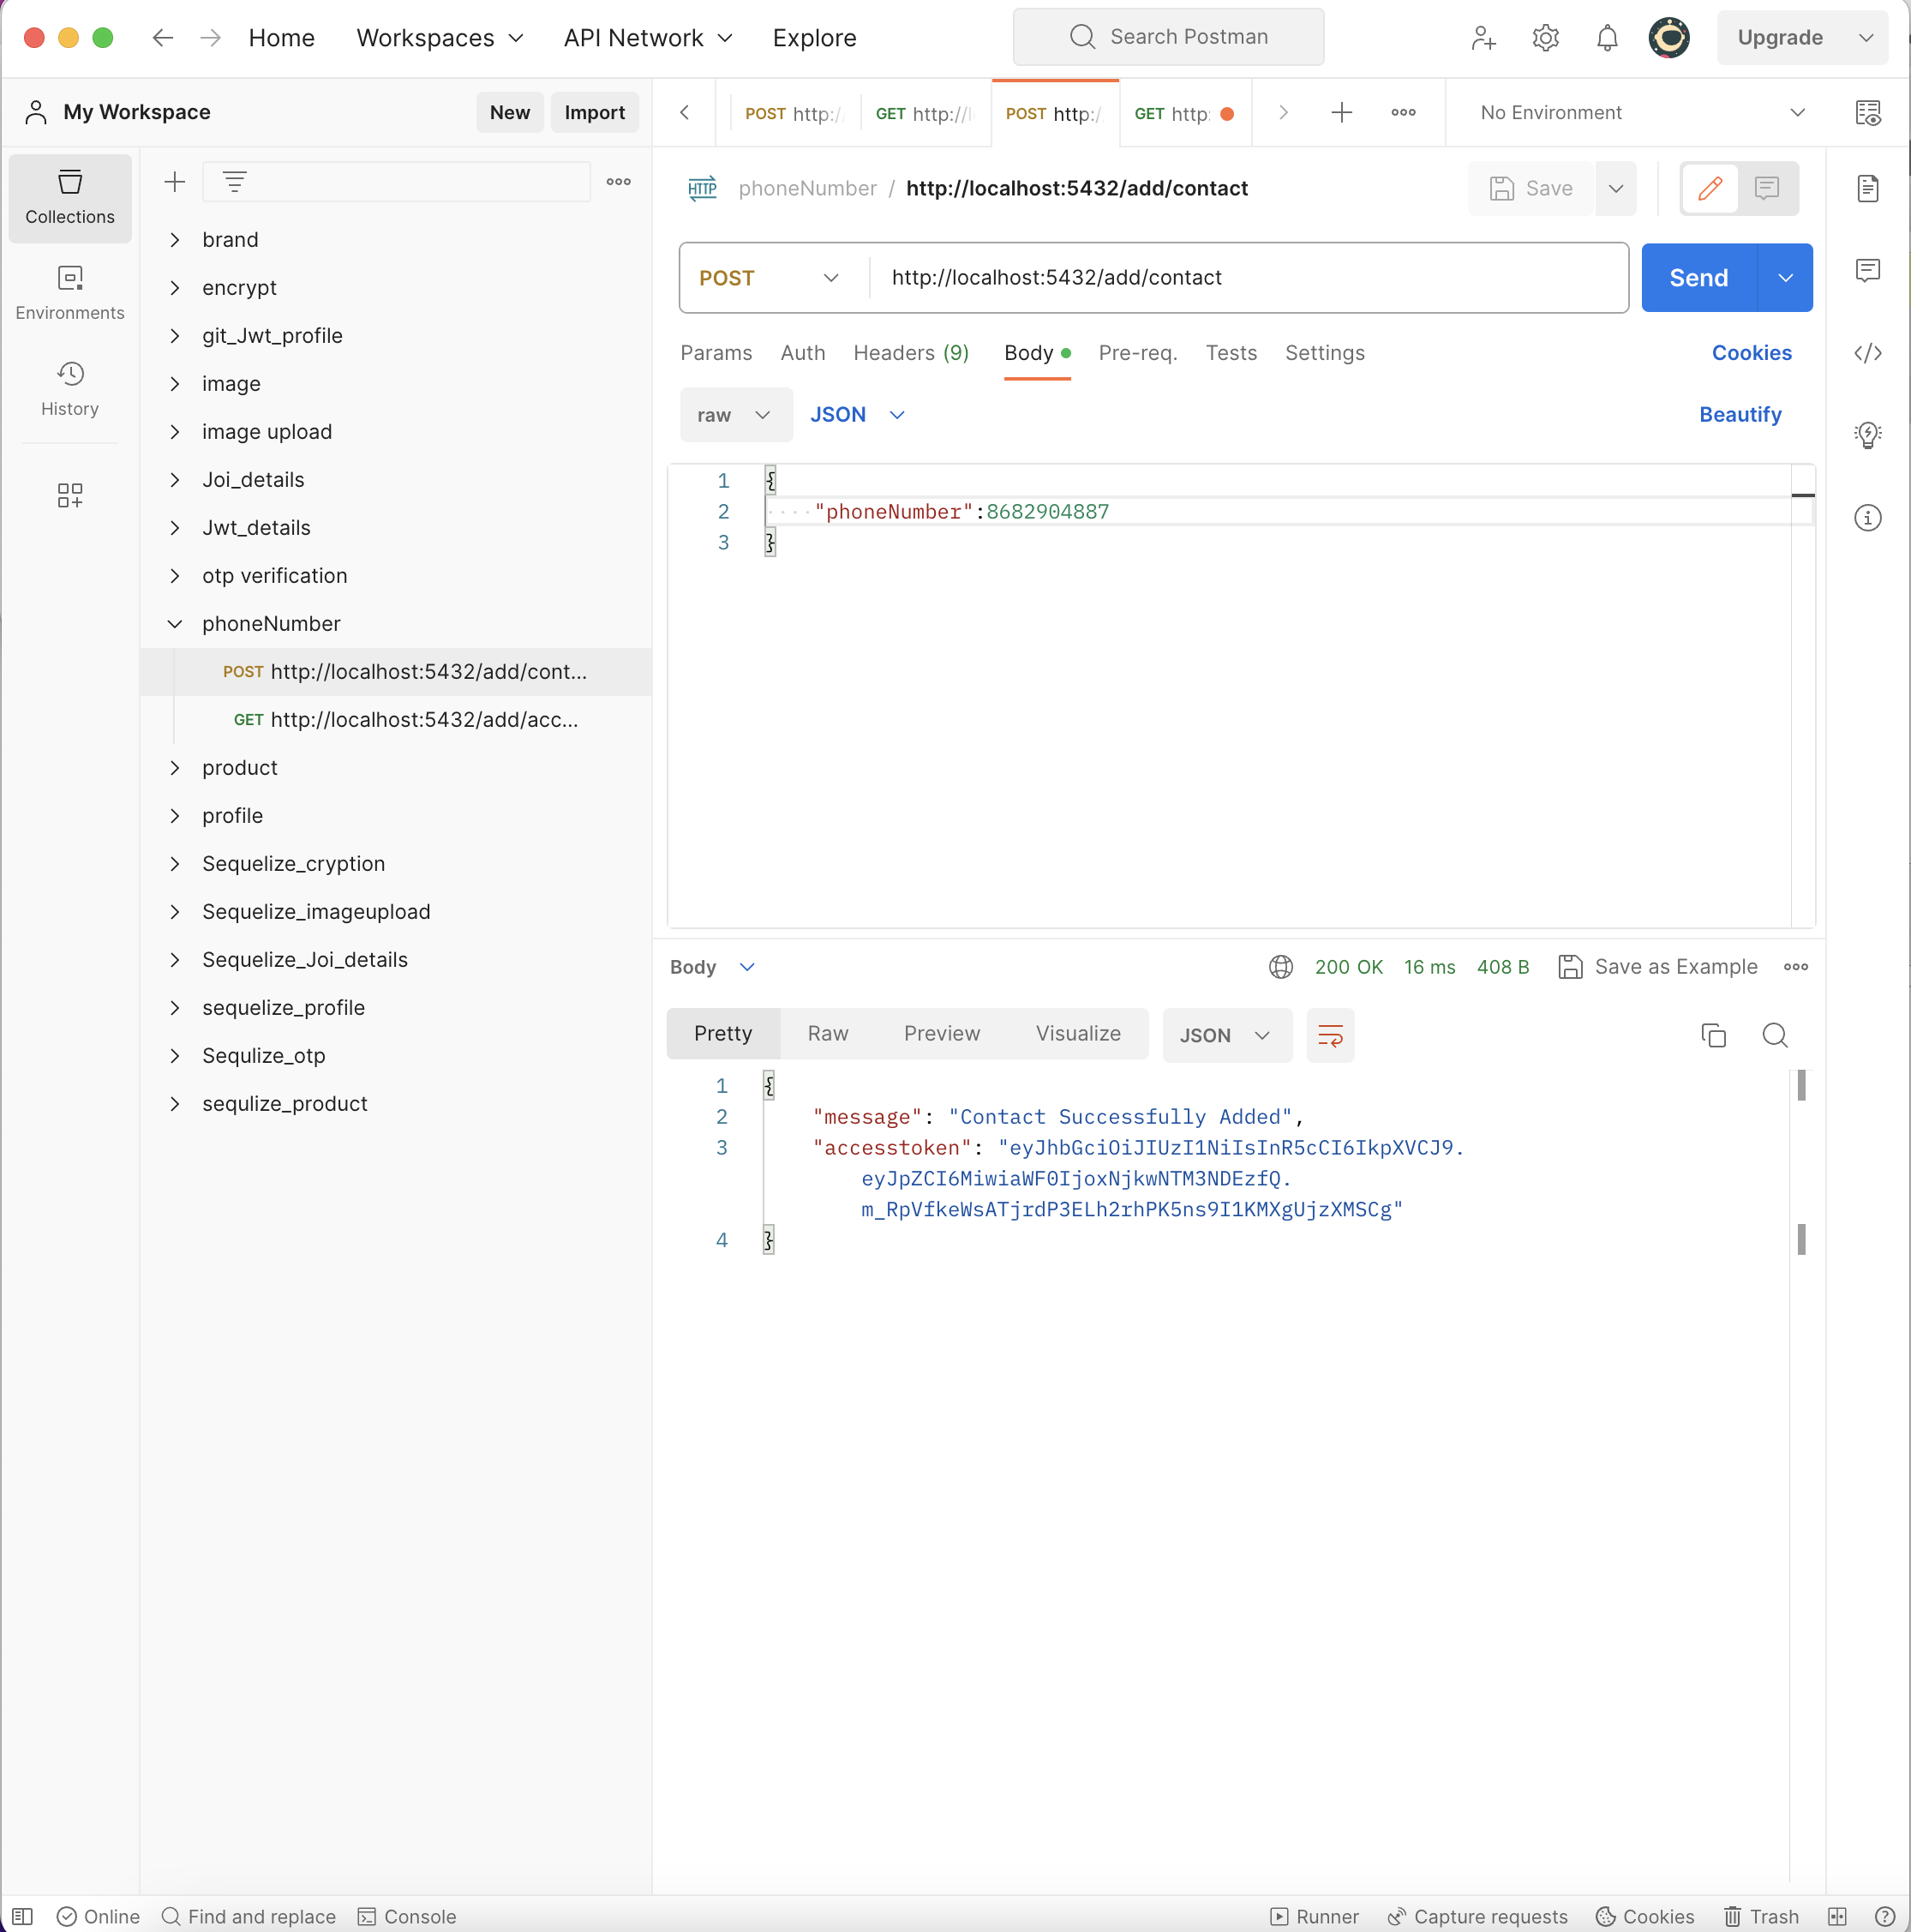 Home Workspaces API Network Explore Search Postman Upgrade
My Workspace New Import
POST http:/ GET http://l POST http:/ GET http: No Environment
Collections
Environments
History
brand
encrypt
git_Jwt_profile
image
image upload
Joi_details
Jwt_details
otp verification
phoneNumber
POST http://localhost:5432/add/cont...
GET http://localhost:5432/add/acc...
product
profile
Sequelize_cryption
Sequelize_imageupload
Sequelize_Joi_details
sequelize_profile
Sequlize_otp
sequlize_product
HTTP phoneNumber / http://localhost:5432/add/contact Save
POST http://localhost:5432/add/contact Send
Params Auth Headers (9) Body Pre-req. Tests Settings Cookies
raw JSON Beautify
1 {
2 "phoneNumber":8682904887
3 }
Body 200 OK 16 ms 408 B Save as Example
Pretty Raw Preview Visualize JSON
1 {
2 "message": "Contact Successfully Added",
3 "accesstoken": "eyJhbGciOiJIUzI1NiIsInR5cCI6IkpXVCJ9.
eyJpZCI6MiwiaWF0IjoxNjkwNTM3NDEzfQ.
m_RpVfkeWsATjrdP3ELh2rhPK5ns9I1KMXgUjzXMSCg"
4 }
Online Find and replace Console Runner Capture requests Cookies Trash